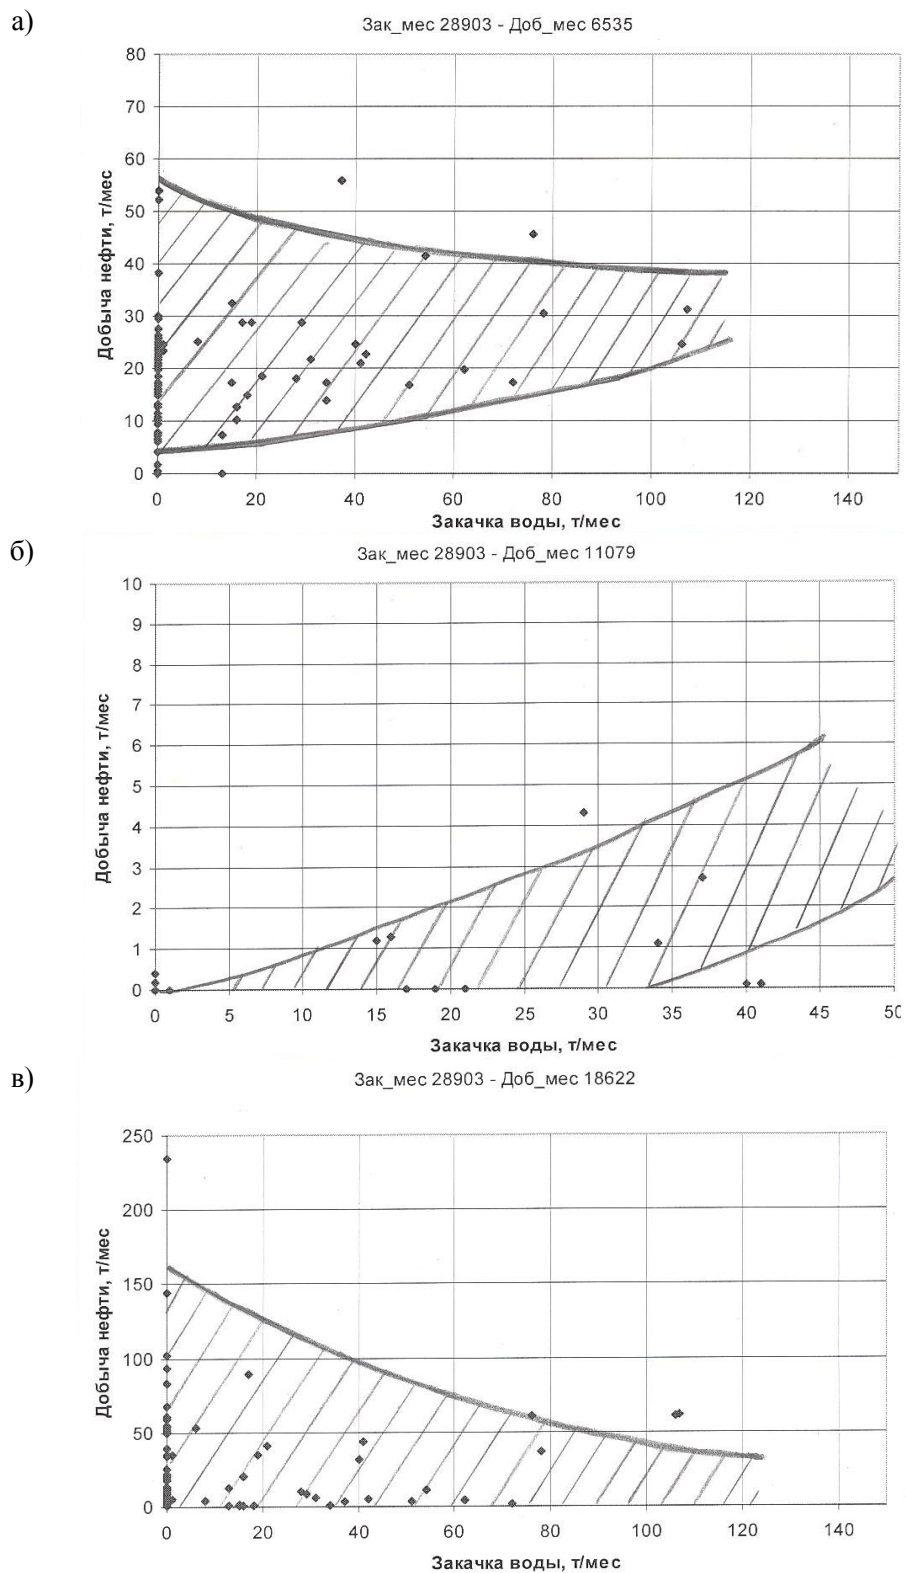 а)
Зак_мес 28903 - Доб_мес 6535
80
70
60
50
40
30
20
10
0
Добыча нефти, т/мес
0 20 40 60 80 100 120 140
Закачка воды, т/мес
б)
Зак_мес 28903 - Доб_мес 11079
10
9
8
7
6
5
4
3
2
1
0
Добыча нефти, т/мес
0 5 10 15 20 25 30 35 40 45 50
Закачка воды, т/мес
в)
Зак_мес 28903 - Доб_мес 18622
250
200
150
100
50
0
Добыча нефти, т/мес
0 20 40 60 80 100 120 140
Закачка воды, т/мес